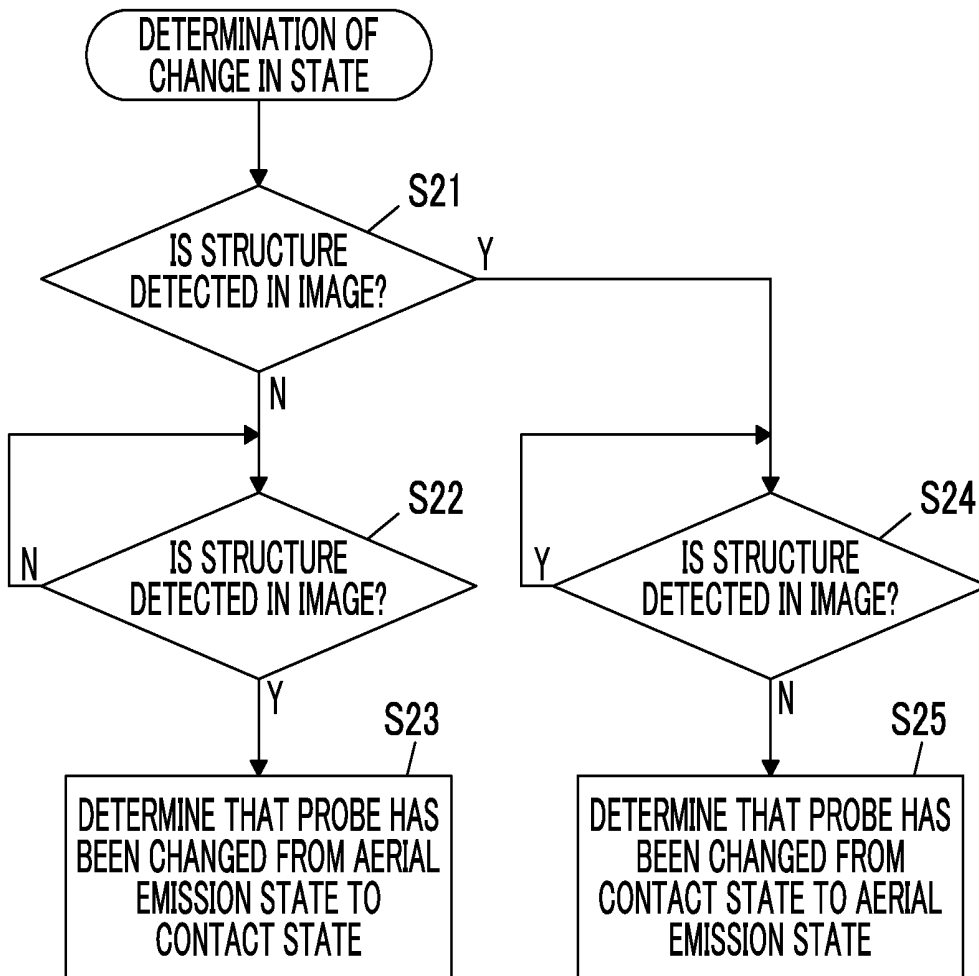 DETERMINATION OF
CHANGE IN STATE
S21
IS STRUCTURE
DETECTED IN IMAGE?
Y
N
S22
IS STRUCTURE
DETECTED IN IMAGE?
N
Y
S23
DETERMINE THAT PROBE HAS
BEEN CHANGED FROM AERIAL
EMISSION STATE TO
CONTACT STATE
S24
IS STRUCTURE
DETECTED IN IMAGE?
Y
N
S25
DETERMINE THAT PROBE HAS
BEEN CHANGED FROM
CONTACT STATE TO AERIAL
EMISSION STATE